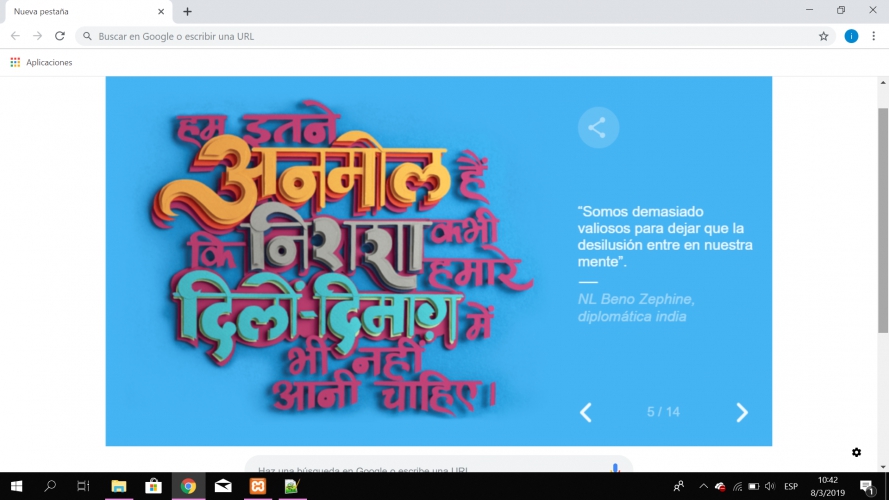 Nueva pestaña
Buscar en Google o escribir una URL
Aplicaciones
हम इतने
अनमोल हैं
कि निराशा कभी
हमारे
दिलों-दिमाग़ में
भी नहीं
आनी चाहिए।
“Somos demasiado
valiosos para dejar que la
desilusión entre en nuestra
mente”.
NL Beno Zephine,
diplomática india
5 / 14
Haz una búsqueda en Google o escribe una URL
ESP
10:42
8/3/2019
1